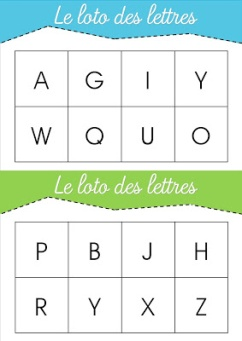 Le loto des lettres
A G I Y
W Q U O
Le loto des lettres
P B J H
R Y X Z